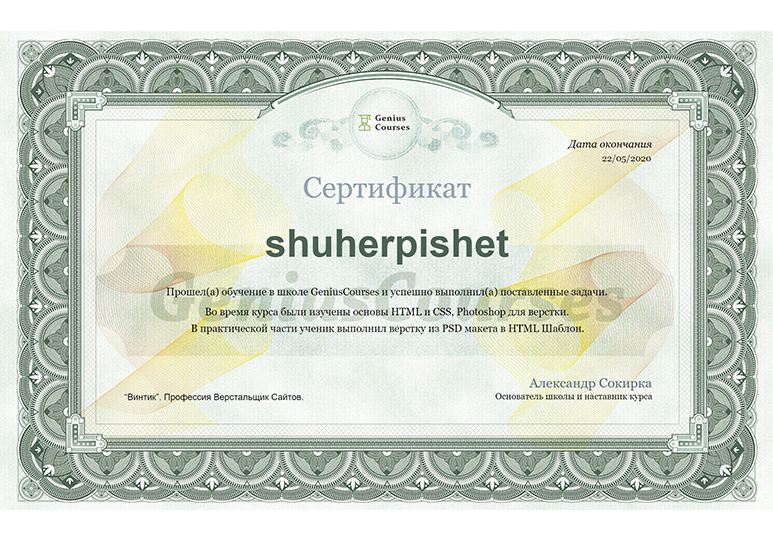 Genius
Courses
Дата окончания
22/05/2020
Сертификат
shuherpishet
GeniusCourses
Прошел(а) обучение в школе GeniusCourses и успешно выполнил(а) поставленные задачи.
Во время курса были изучены основы HTML и CSS, Photoshop для верстки.
В практической части ученик выполнил верстку из PSD макета в HTML Шаблон.
Александр Сокирка
"Винтик". Профессия Верстальщик Сайтов.
Основатель школы и наставник курса